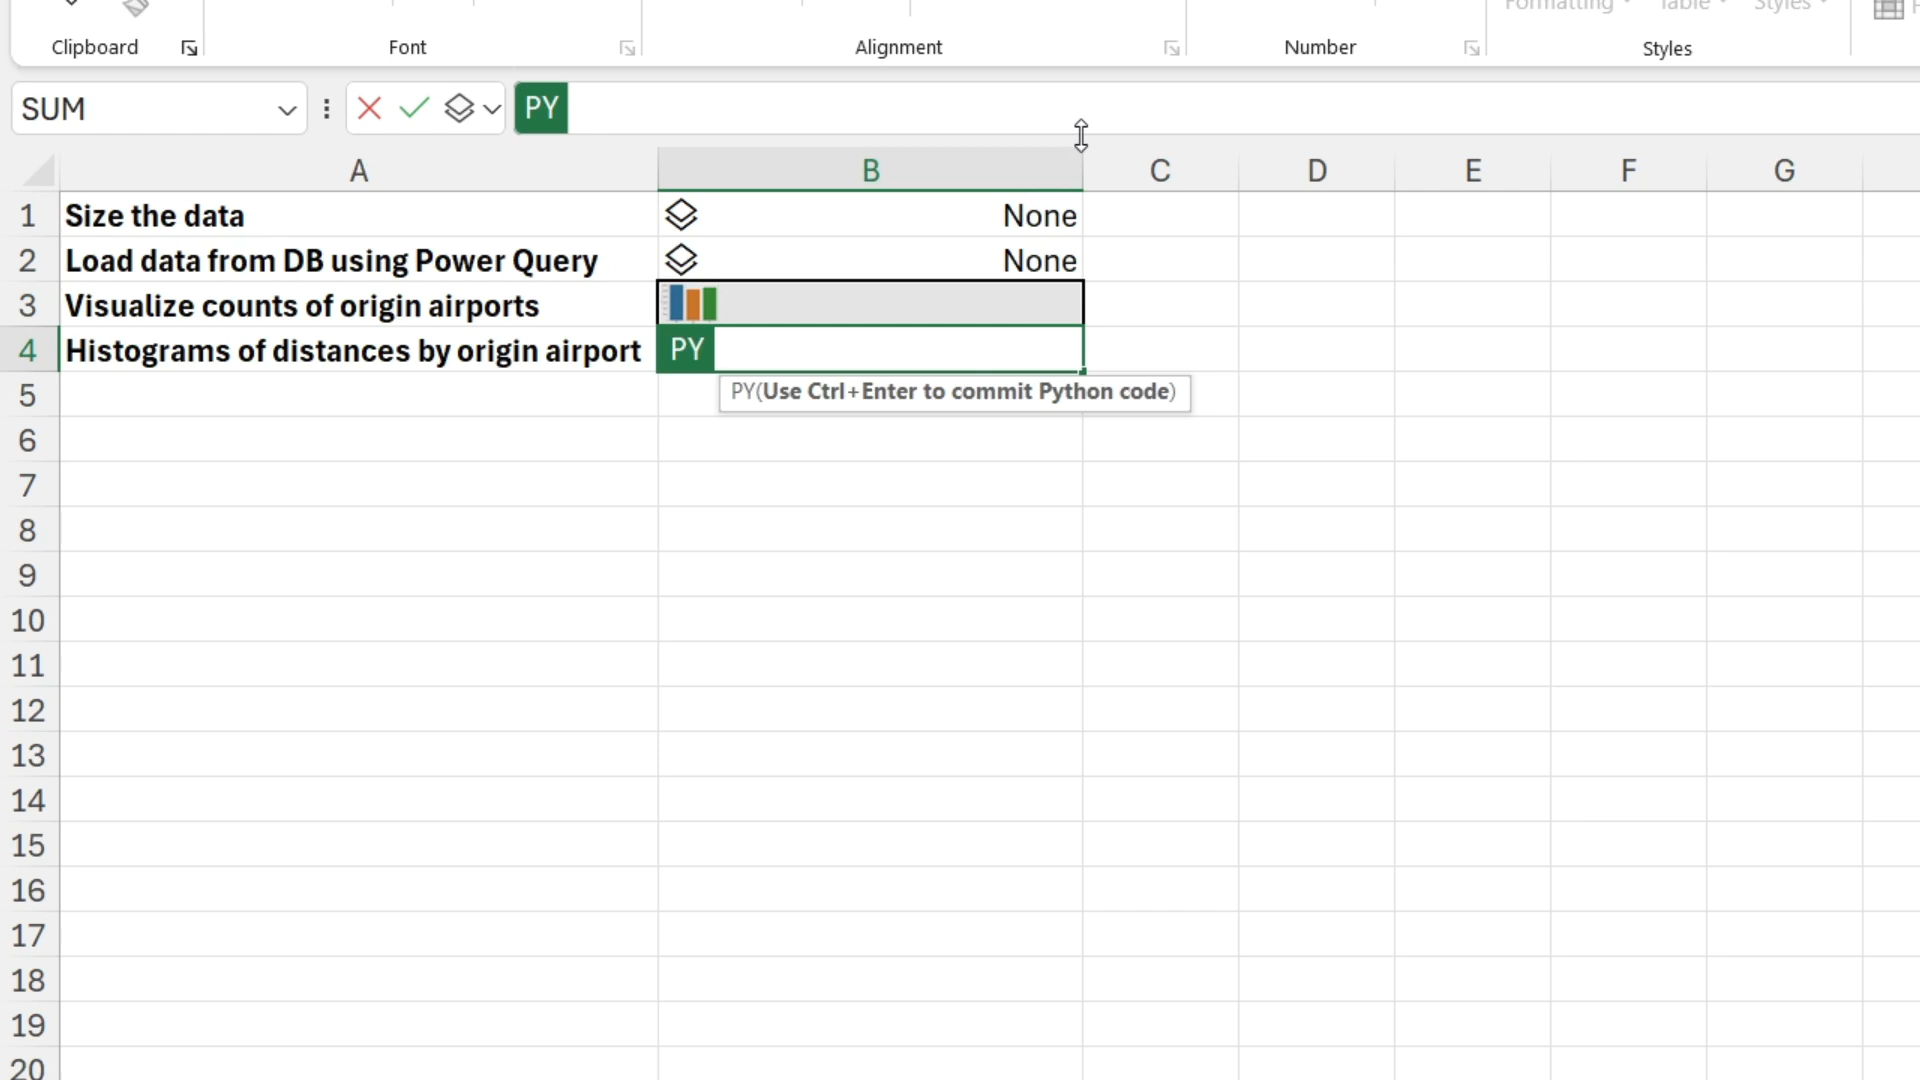 Formatting Table Styles
Clipboard Font Alignment Number Styles
SUM PY
A B C D E F G
1 Size the data None
2 Load data from DB using Power Query None
3 Visualize counts of origin airports
4 Histograms of distances by origin airport PY
PY(Use Ctrl+Enter to commit Python code)
5
6
7
8
9
10
11
12
13
14
15
16
17
18
19
20